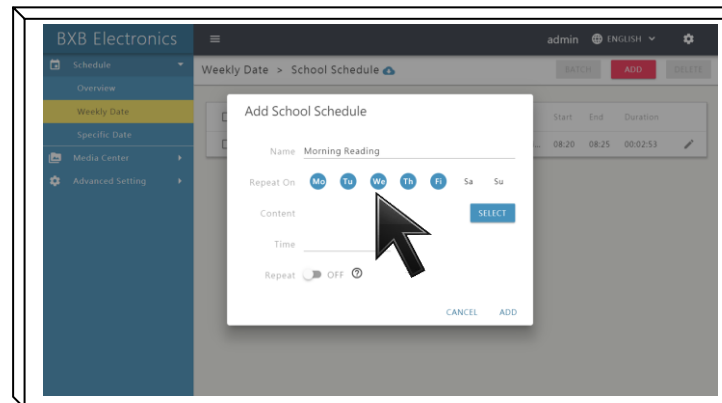 BXB Electronics
admin ENGLISH
Schedule
Overview
Weekly Date
Specific Date
Media Center
Advanced Setting
Weekly Date > School Schedule
BATCH ADD DELETE
Start End Duration
08:20 08:25 00:02:53
Add School Schedule
Name Morning Reading
Repeat On Mo Tu We Th Fi Sa Su
Content SELECT
Time
Repeat OFF
CANCEL ADD